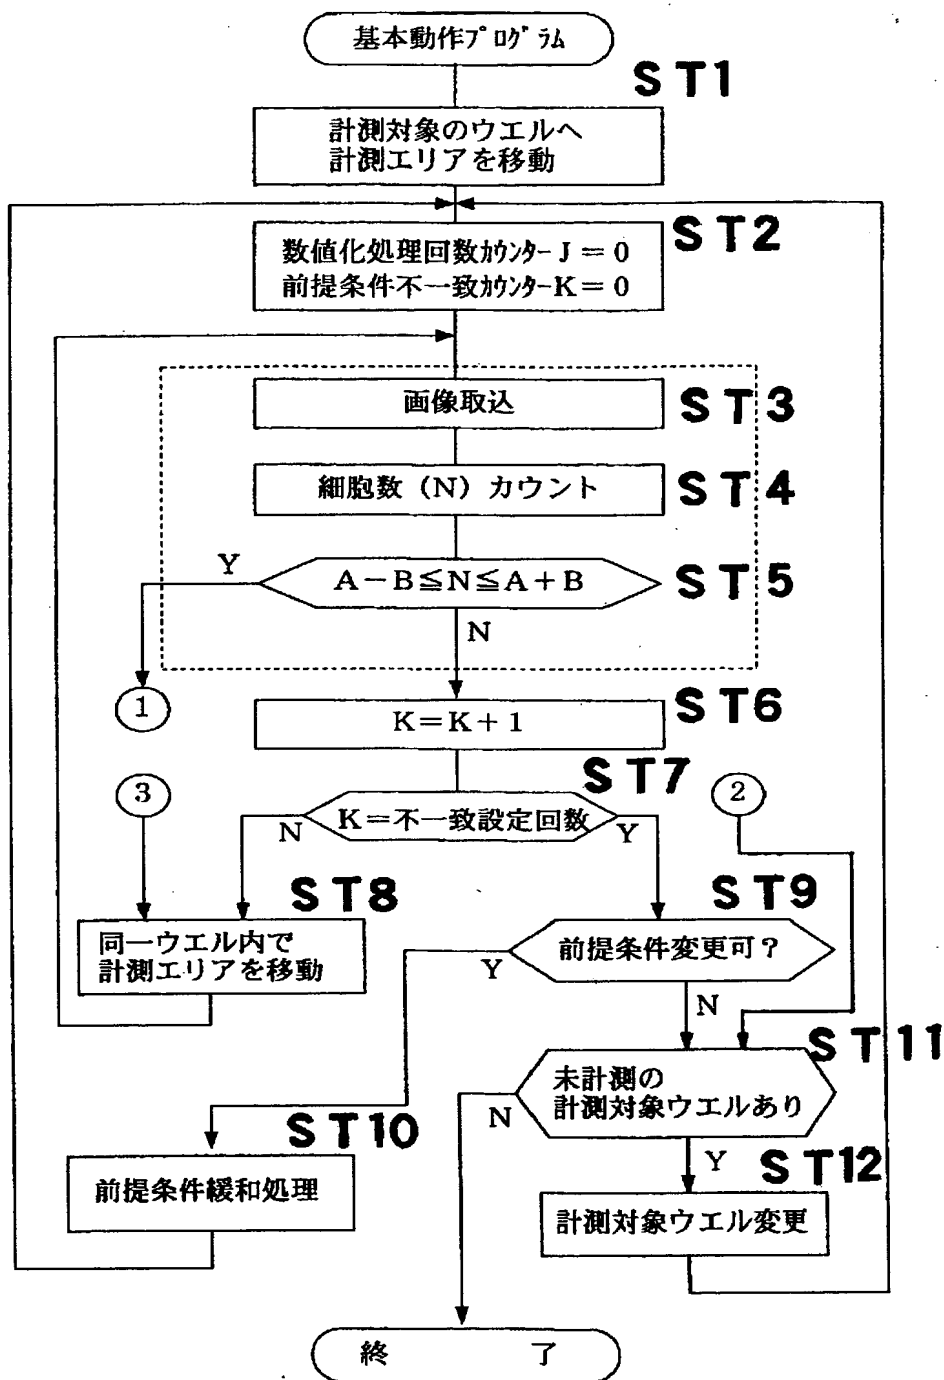 基本動作プログラム
ST1
計測対象のウエルへ
計測エリアを移動
ST2
数値化処理回数カウンターJ=0
前提条件不一致カウンターK=0
画像取込
ST3
細胞数(N)カウント
ST4
Y
A-B≦N≦A+B
ST5
N
①
K=K+1
ST6
ST7
③
②
N
K=不一致設定回数
Y
ST8
ST9
同一ウエル内で
計測エリアを移動
前提条件変更可?
Y
N
ST11
未計測の
計測対象ウエルあり
N
ST10
Y
ST12
前提条件緩和処理
計測対象ウエル変更
終 了